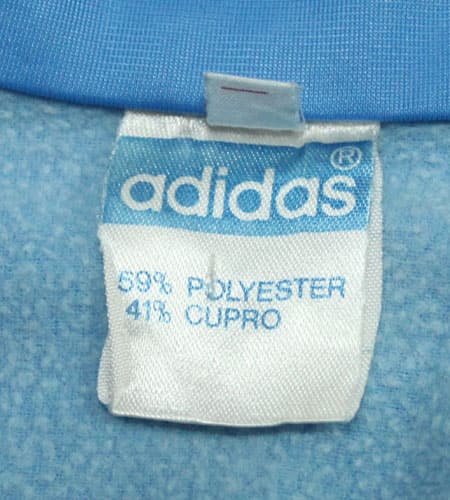 adidas®
59% POLYESTER
41% CUPRO